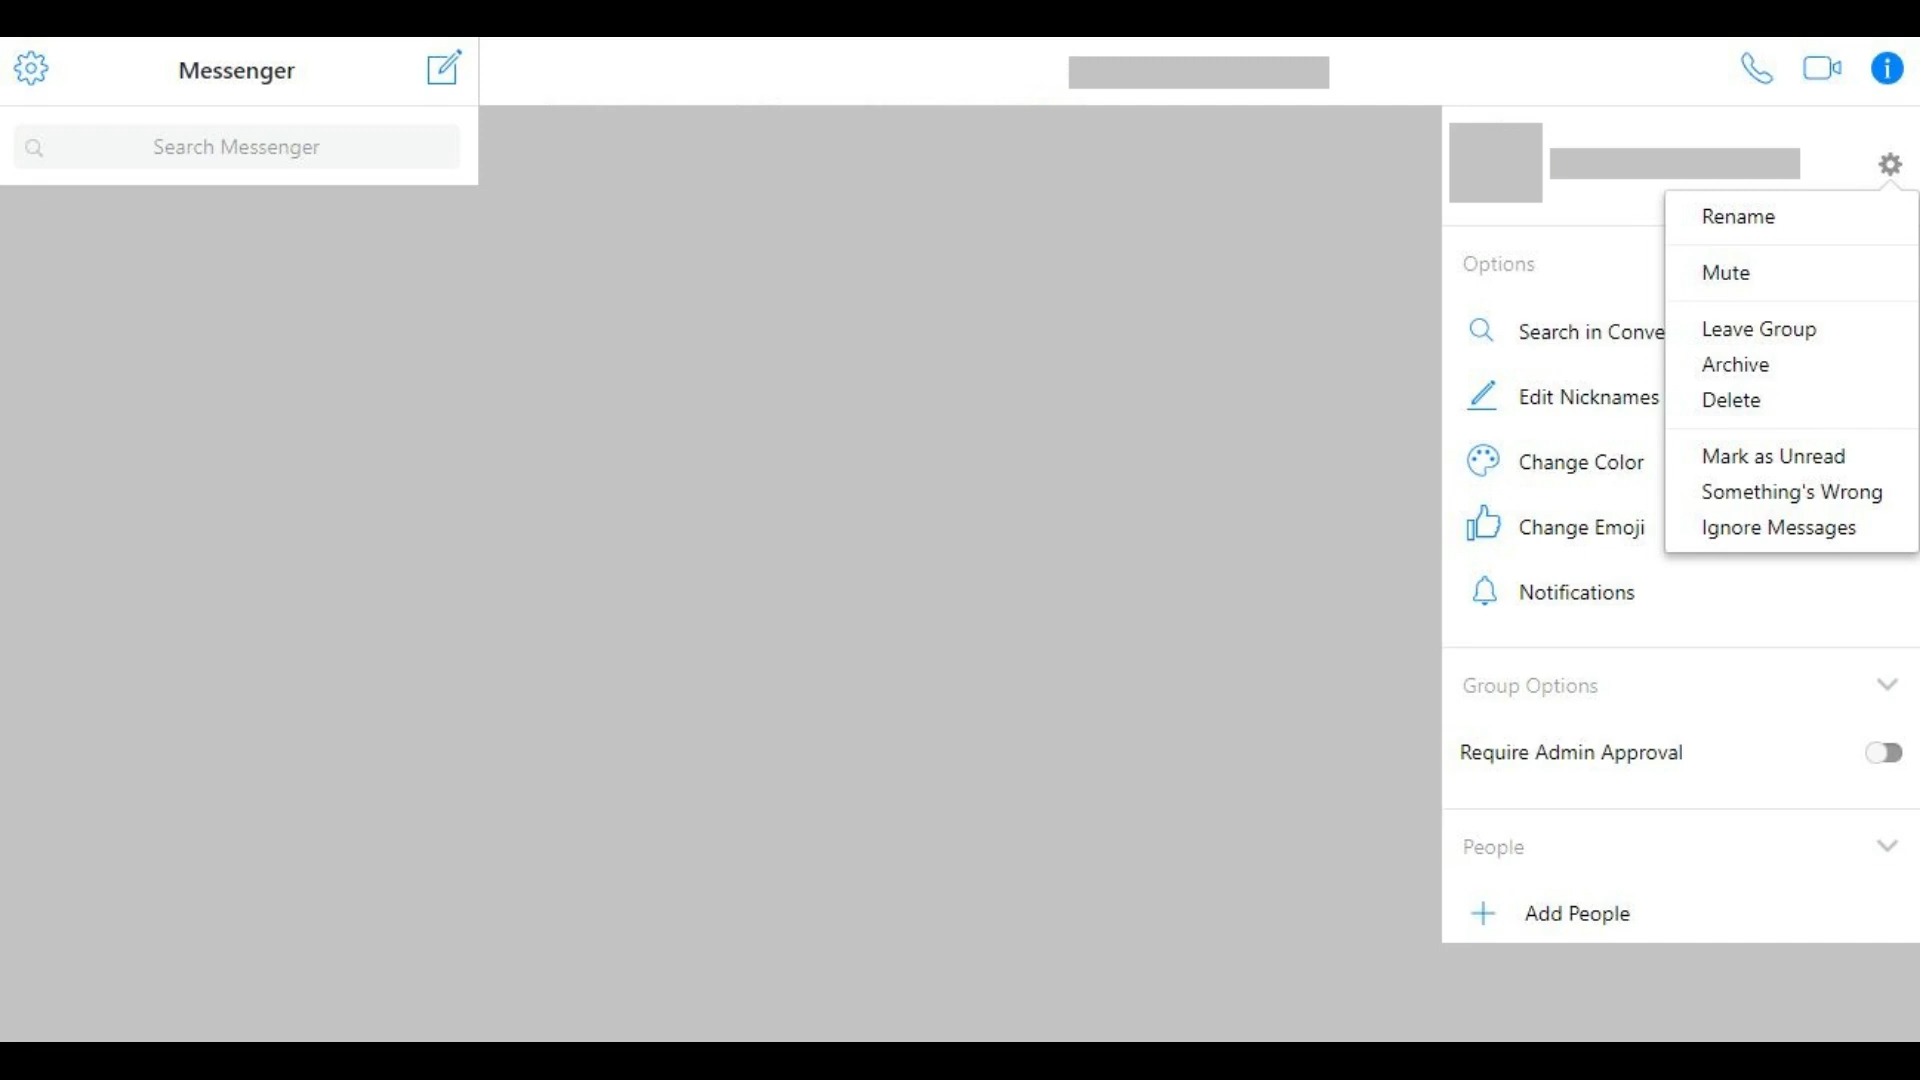 Messenger
Search Messenger
Rename
Mute
Leave Group
Archive
Delete
Mark as Unread
Something's Wrong
Ignore Messages
Options
Search in Conve
Edit Nicknames
Change Color
Change Emoji
Notifications
Group Options
Require Admin Approval
People
Add People